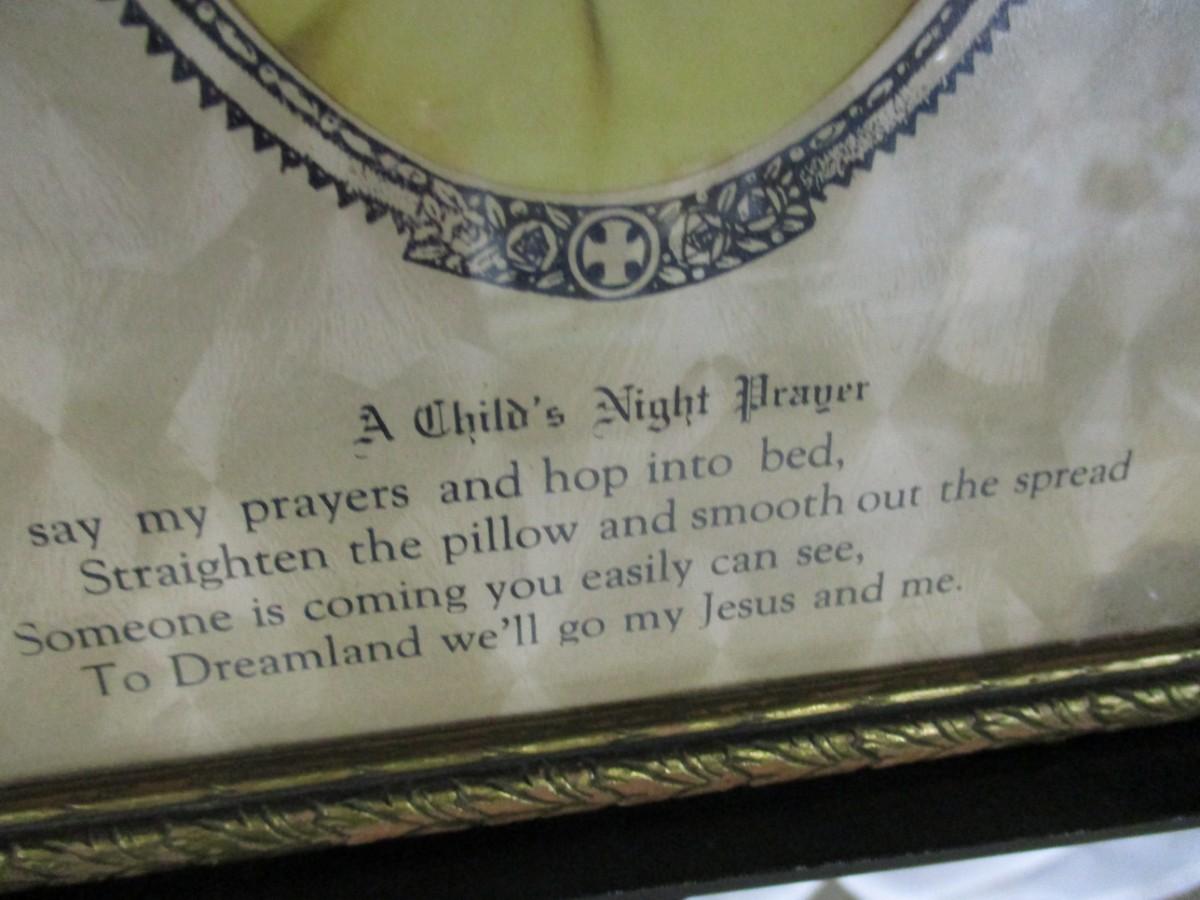 A Child's Night Prayer
say my prayers and hop into bed,
Straighten the pillow and smooth out the spread
Someone is coming you easily can see,
To Dreamland we'll go my Jesus and me.